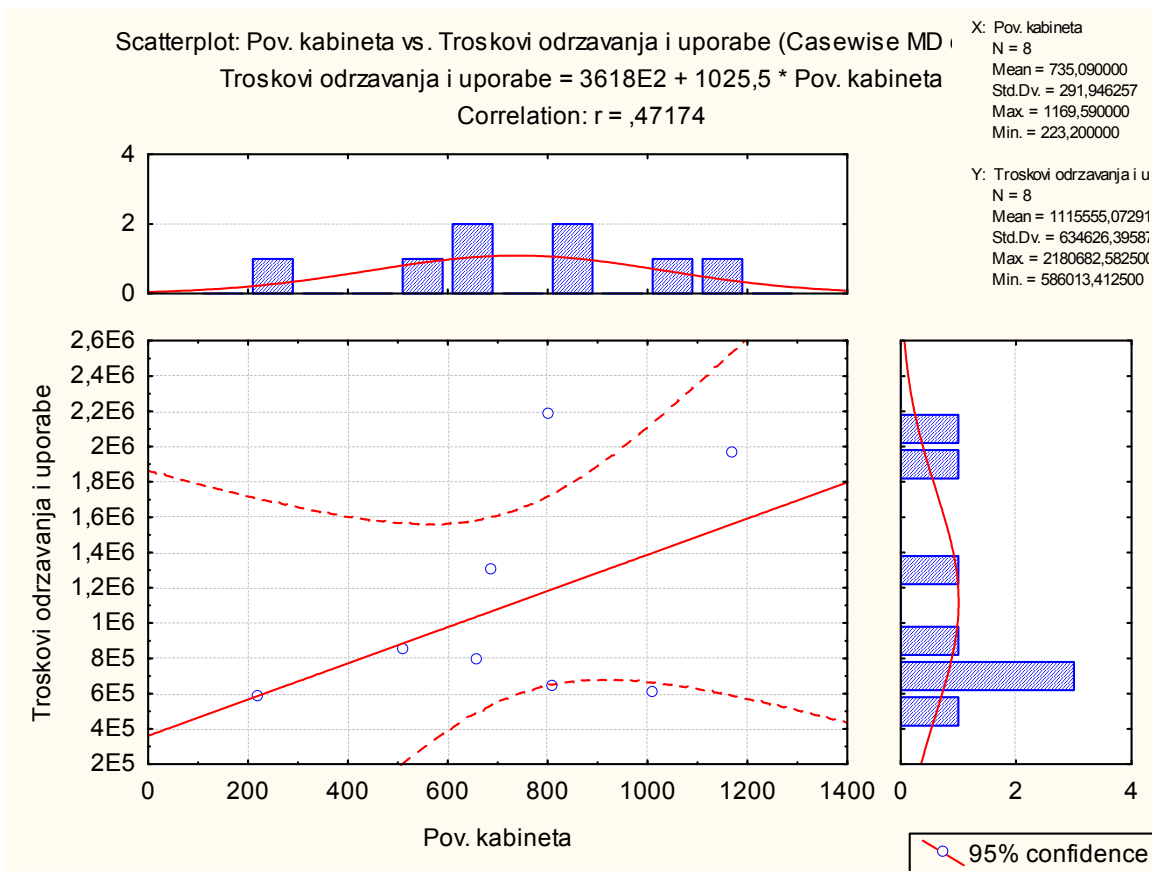 Scatterplot: Pov. kabineta vs. Troskovi odrzavanja i uporabe (Casewise MD
Troskovi odrzavanja i uporabe = 3618E2 + 1025,5 * Pov. kabineta
Correlation: r = ,47174
X: Pov. kabineta
N = 8
Mean = 735,090000
Std.Dv. = 291,946257
Max. = 1169,590000
Min. = 223,200000
Y: Troskovi odrzavanja i u
N = 8
Mean = 1115555,07291
Std.Dv. = 634626,39587
Max. = 2180682,582500
Min. = 586013,412500
4
2
0
2,6E6
2,4E6
2,2E6
2E6
1,8E6
1,6E6
1,4E6
1,2E6
1E6
8E5
6E5
4E5
2E5
Troskovi odrzavanja i uporabe
0 200 400 600 800 1000 1200 1400
Pov. kabineta
0 2 4
95% confidence